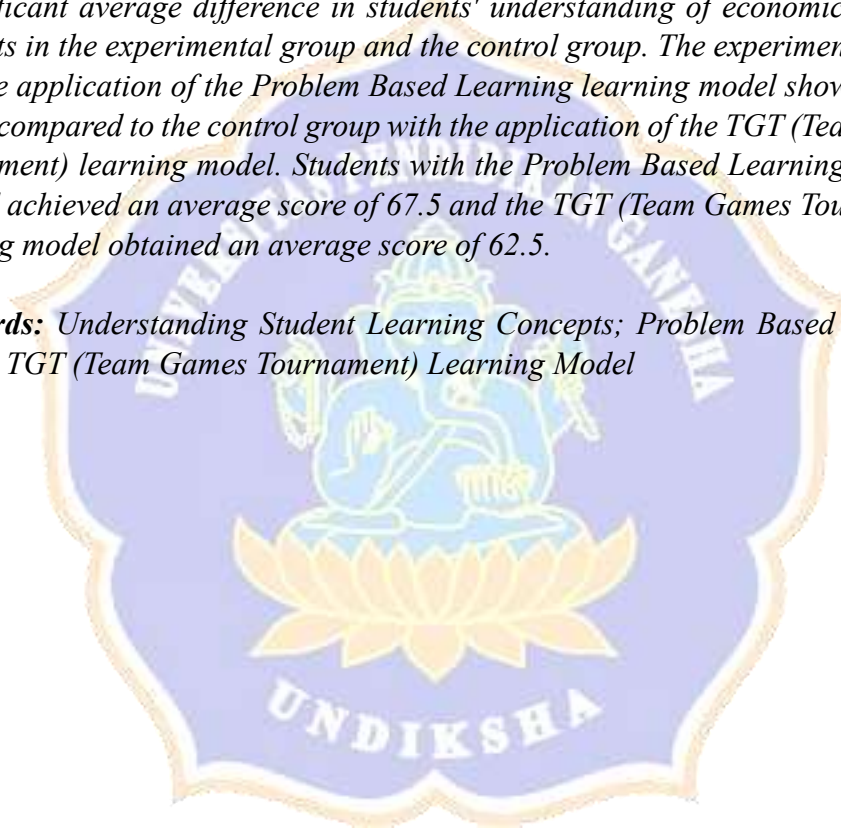 ficant average difference in students' understanding of economic
ts in the experimental group and the control group. The experimen
e application of the Problem Based Learning learning model show
compared to the control group with the application of the TGT (Tea
ment) learning model. Students with the Problem Based Learning
l achieved an average score of 67.5 and the TGT (Team Games Tou
g model obtained an average score of 62.5.
rds: Understanding Student Learning Concepts; Problem Based
TGT (Team Games Tournament) Learning Model
UNIVERSITAS PENDIDIKAN GANESHA
UNDIKSHA